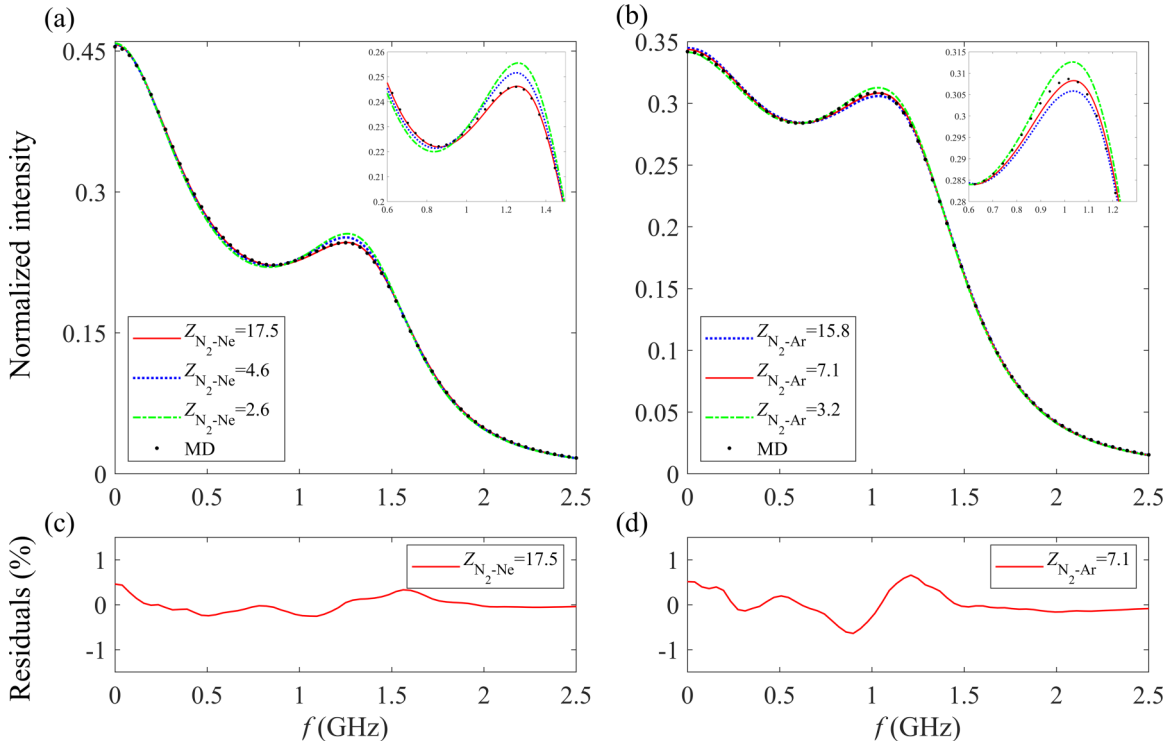 (a)
Normalized intensity
0.45
0.3
0.15
0
0 0.5 1 1.5 2 2.5
0.26
0.25
0.24
0.23
0.22
0.21
0.2
0.6 0.8 1 1.2 1.4
Z_N₂-Ne=17.5
Z_N₂-Ne=4.6
Z_N₂-Ne=2.6
MD
(b)
0.35
0.3
0.25
0.2
0.15
0.1
0.05
0
0 0.5 1 1.5 2 2.5
0.315
0.31
0.305
0.3
0.295
0.29
0.285
0.28
0.6 0.7 0.8 0.9 1 1.1 1.2
Z_N₂-Ar=15.8
Z_N₂-Ar=7.1
Z_N₂-Ar=3.2
MD
(c)
Residuals (%)
1
0
-1
Z_N₂-Ne=17.5
0 0.5 1 1.5 2 2.5
f (GHz)
(d)
1
0
-1
Z_N₂-Ar=7.1
0 0.5 1 1.5 2 2.5
f (GHz)